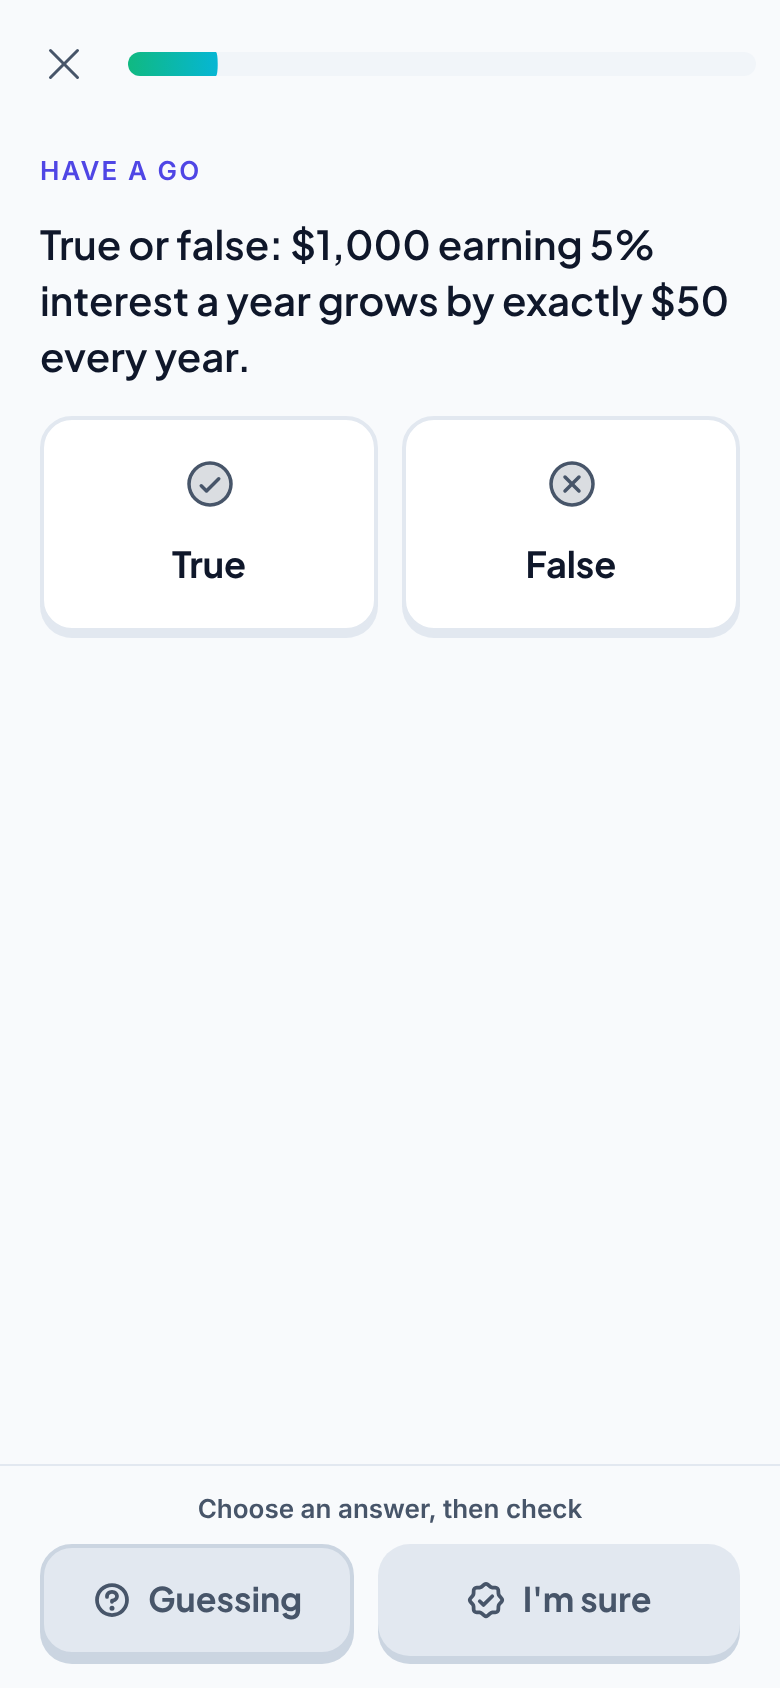 HAVE A GO
True or false: $1,000 earning 5%
interest a year grows by exactly $50
every year.
True
False
Choose an answer, then check
Guessing
I'm sure